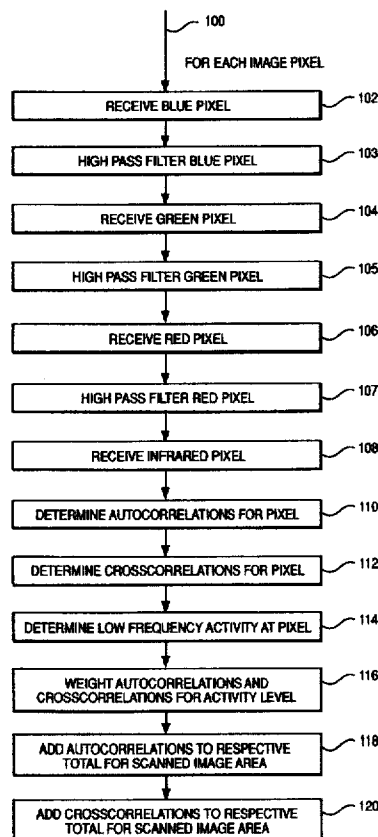 100
FOR EACH IMAGE PIXEL
RECEIVE BLUE PIXEL
102
HIGH PASS FILTER BLUE PIXEL
103
RECEIVE GREEN PIXEL
104
HIGH PASS FILTER GREEN PIXEL
105
RECEIVE RED PIXEL
106
HIGH PASS FILTER RED PIXEL
107
RECEIVE INFRARED PIXEL
108
DETERMINE AUTOCORRELATIONS FOR PIXEL
110
DETERMINE CROSSCORRELATIONS FOR PIXEL
112
DETERMINE LOW FREQUENCY ACTIVITY AT PIXEL
114
WEIGHT AUTOCORRELATIONS AND
CROSSCORRELATIONS FOR ACTIVITY LEVEL
116
ADD AUTOCORRELATIONS TO RESPECTIVE
TOTAL FOR SCANNED IMAGE AREA
118
ADD CROSSCORRELATIONS TO RESPECTIVE
TOTAL FOR SCANNED IMAGE AREA
120